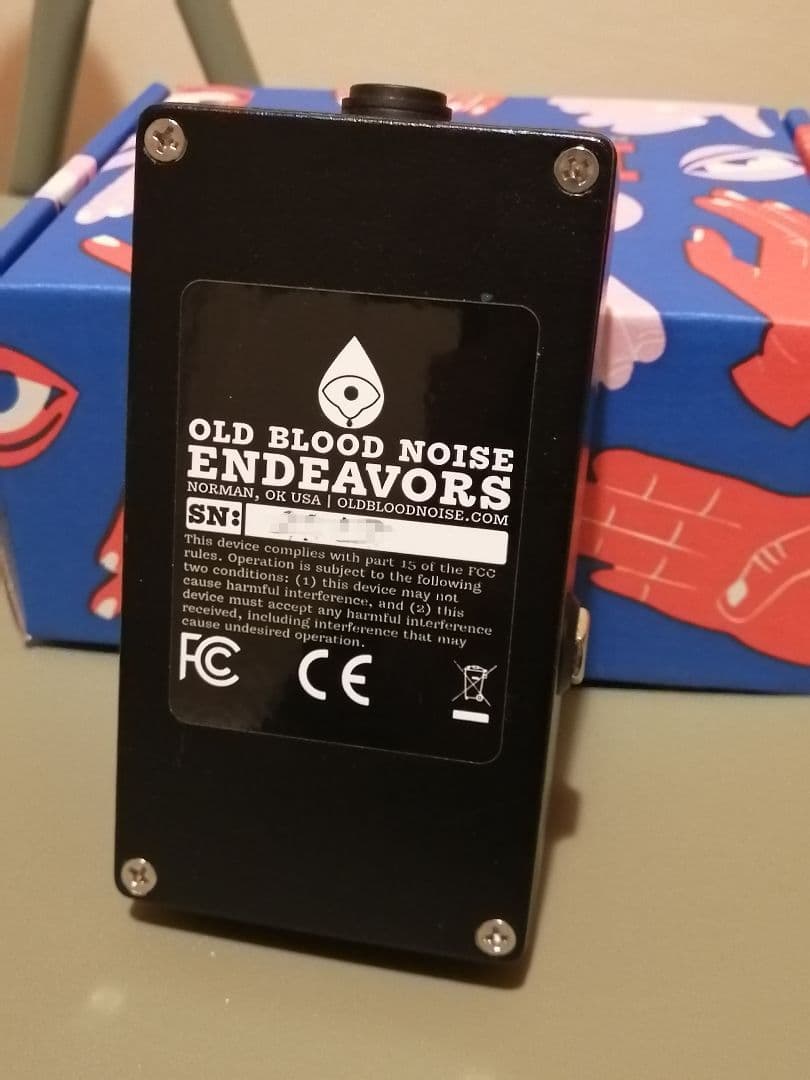 OLD BLOOD NOISE
ENDEAVORS
NORMAN, OK USA | OLDBLOODNOISE.COM
SN:
This device complies with part 15 of the FCC
rules. Operation is subject to the following
two conditions: (1) this device may not
cause harmful interference, and (2) this
device must accept any harmful interference
received, including interference that may
cause undesired operation.
FC CE